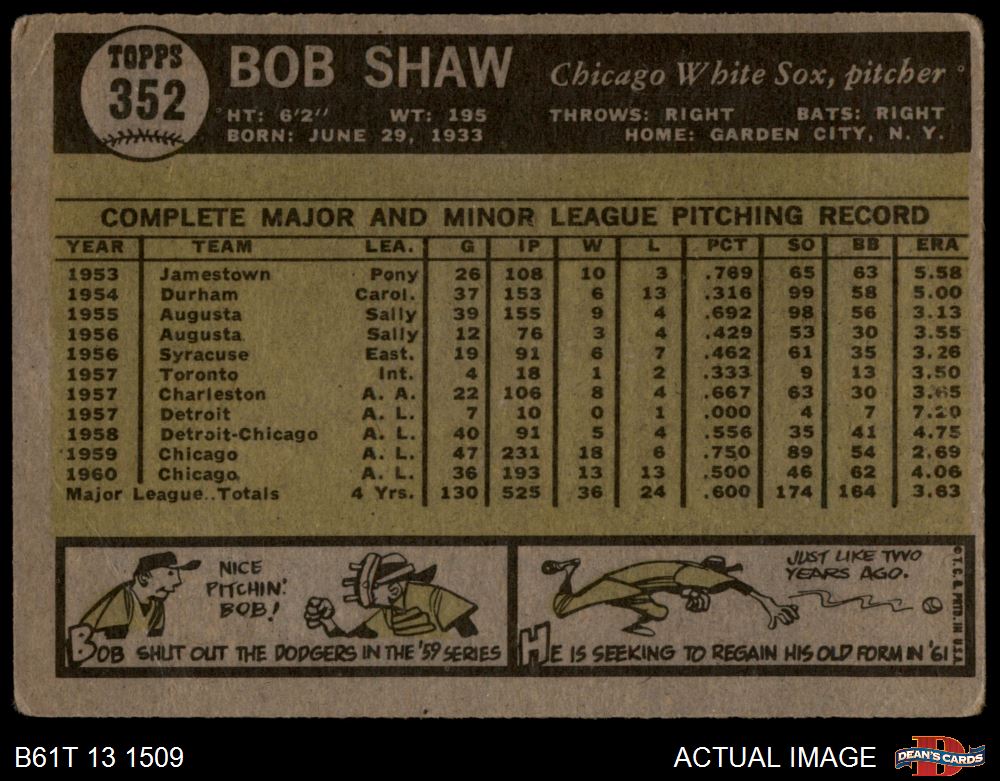 TOPPS
352
BOB SHAW Chicago White Sox, pitcher
HT: 6'2" WT: 195 THROWS: RIGHT BATS: RIGHT
BORN: JUNE 29, 1933 HOME: GARDEN CITY, N. Y.
COMPLETE MAJOR AND MINOR LEAGUE PITCHING RECORD
YEAR TEAM LEA. G IP W L PCT SO BB ERA
1953 Jamestown Pony 26 108 10 3 .769 65 63 5.58
1954 Durham Carol. 37 153 6 13 .316 99 58 5.00
1955 Augusta Sally 39 155 9 4 .692 98 56 3.13
1956 Augusta Sally 12 76 3 4 .429 53 30 3.55
1956 Syracuse East. 19 91 6 7 .462 61 35 3.26
1957 Toronto Int. 4 18 1 2 .333 9 13 3.50
1957 Charleston A. A. 22 106 8 4 .667 63 30 3.65
1957 Detroit A. L. 7 10 0 1 .000 4 7 7.20
1958 Detroit-Chicago A. L. 40 91 5 4 .556 35 41 4.75
1959 Chicago A. L. 47 231 18 6 .750 89 54 2.69
1960 Chicago A. L. 36 193 13 13 .500 46 62 4.06
Major League Totals 4 Yrs. 130 525 36 24 .600 174 164 3.63
NICE
PITCHIN'
BOB!
BOB SHUT OUT THE DODGERS IN THE '59 SERIES
JUST LIKE TWO
YEARS AGO.
HE IS SEEKING TO REGAIN HIS OLD FORM IN '61
©T.C.G. PRTD. IN U.S.A.
B61T 13 1509 ACTUAL IMAGE
DEAN'S CARDS